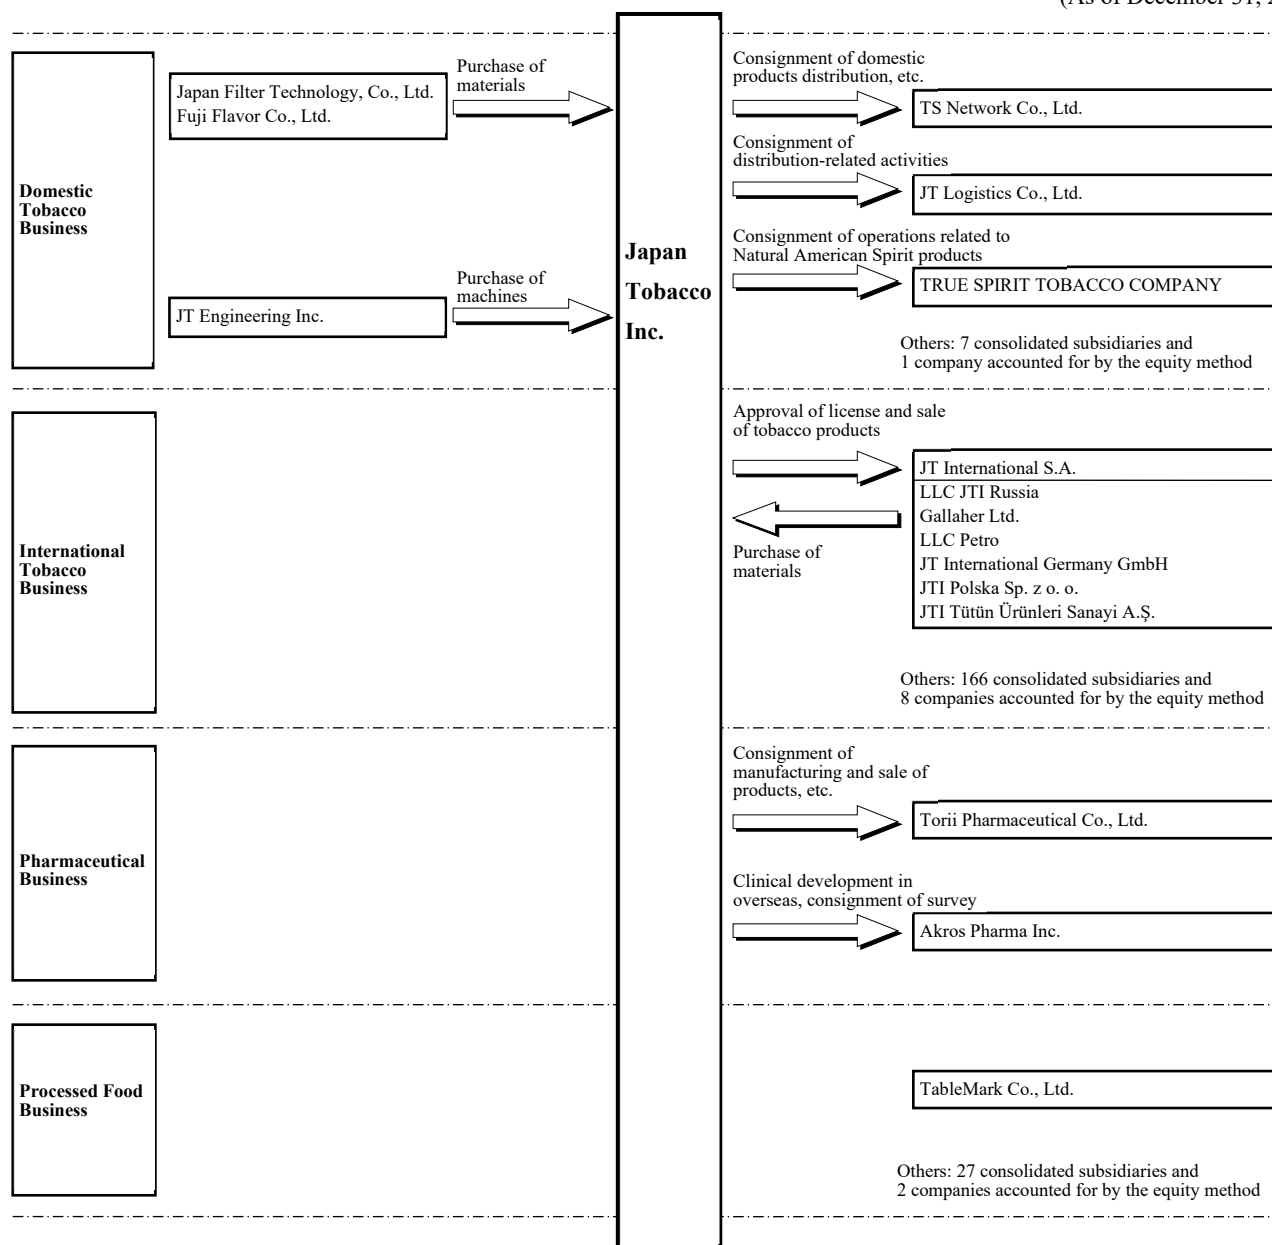 (As of December 31, 2
Domestic
Tobacco
Business
Japan Filter Technology, Co., Ltd.
Fuji Flavor Co., Ltd.
Purchase of
materials
JT Engineering Inc.
Purchase of
machines
Japan
Tobacco
Inc.
Consignment of domestic
products distribution, etc.
TS Network Co., Ltd.
Consignment of
distribution-related activities
JT Logistics Co., Ltd.
Consignment of operations related to
Natural American Spirit products
TRUE SPIRIT TOBACCO COMPANY
Others: 7 consolidated subsidiaries and
1 company accounted for by the equity method
International
Tobacco
Business
Approval of license and sale
of tobacco products
Purchase of
materials
JT International S.A.
LLC JTI Russia
Gallaher Ltd.
LLC Petro
JT International Germany GmbH
JTI Polska Sp. z o. o.
JTI Tütün Ürünleri Sanayi A.Ş.
Others: 166 consolidated subsidiaries and
8 companies accounted for by the equity method
Pharmaceutical
Business
Consignment of
manufacturing and sale of
products, etc.
Torii Pharmaceutical Co., Ltd.
Clinical development in
overseas, consignment of survey
Akros Pharma Inc.
Processed Food
Business
TableMark Co., Ltd.
Others: 27 consolidated subsidiaries and
2 companies accounted for by the equity method